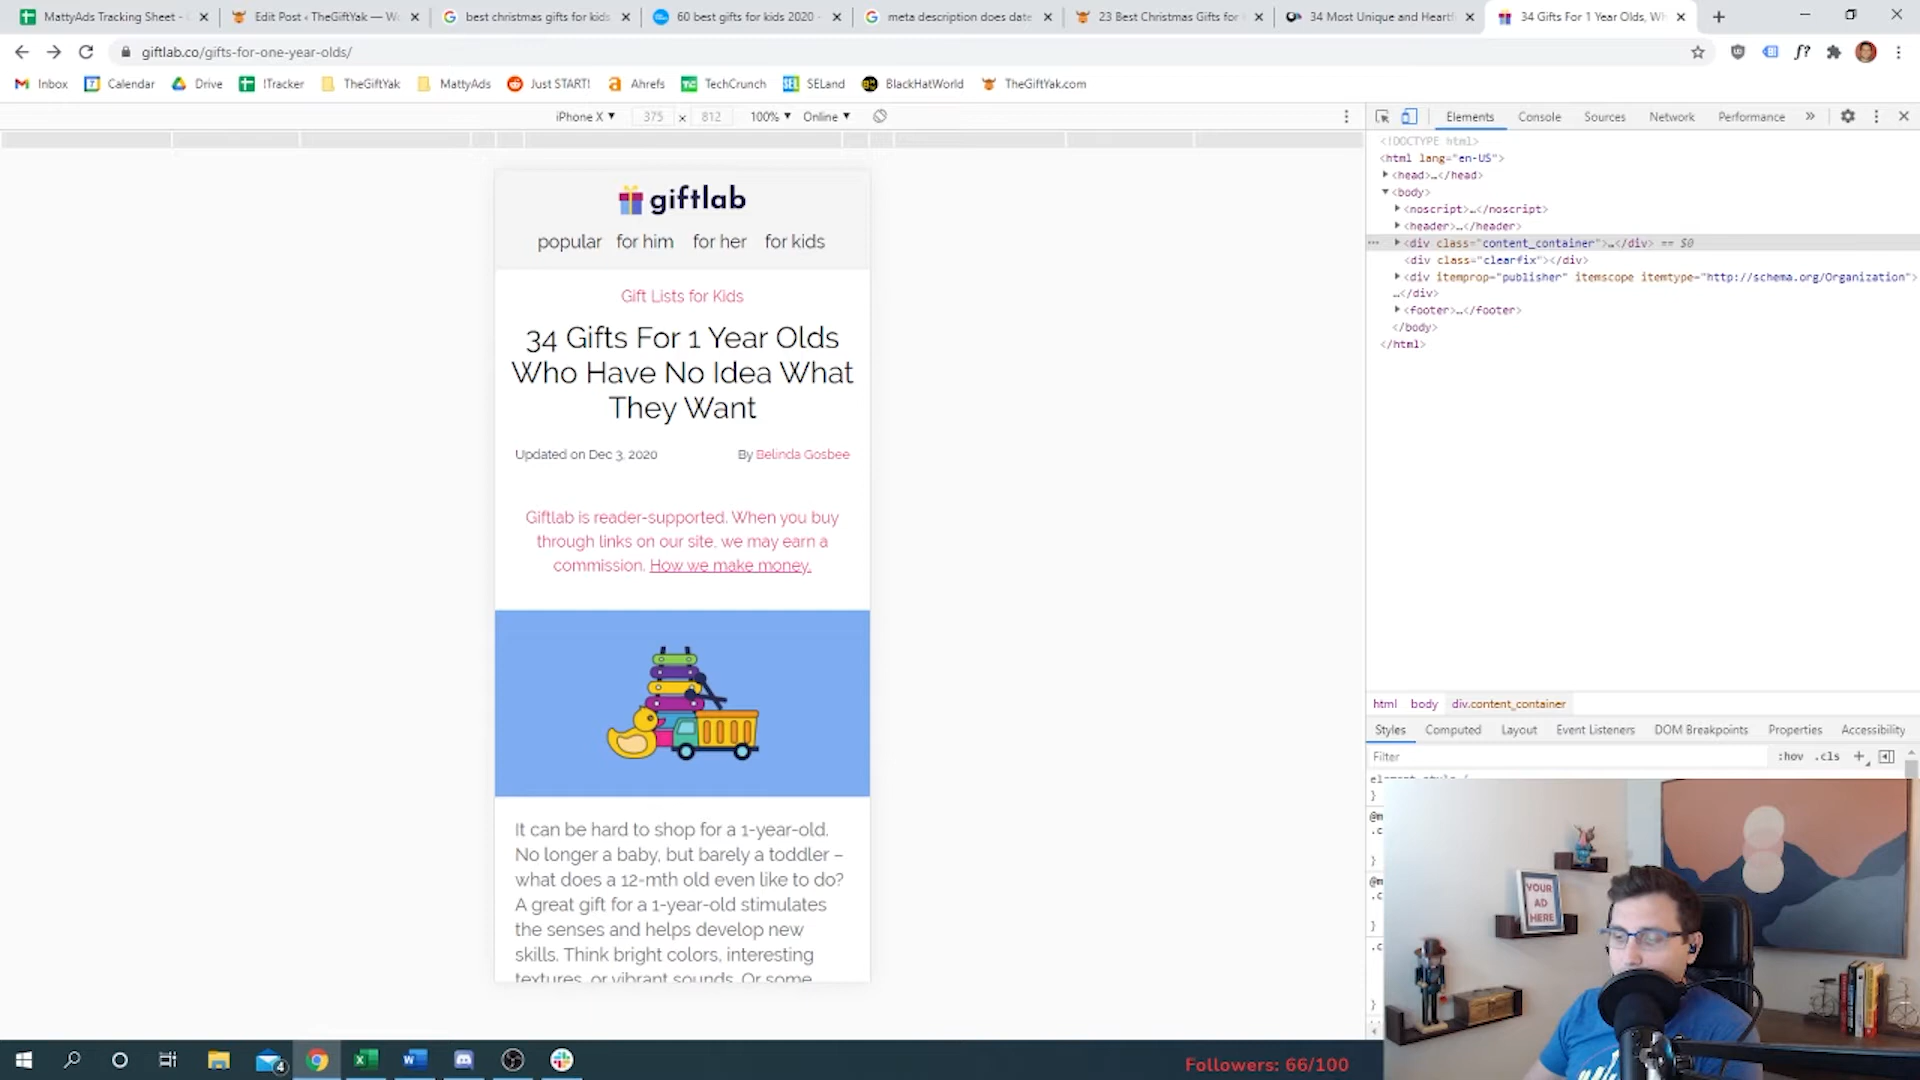 MattyAds Tracking Sheet -
Edit Post ‹ TheGiftYak — Wo
best christmas gifts for kids
60 best gifts for kids 2020 -
meta description does date
23 Best Christmas Gifts for
34 Most Unique and Heartf
34 Gifts For 1 Year Olds, Wh
giftlab.co/gifts-for-one-year-olds/
Inbox
Calendar
Drive
!Tracker
TheGiftYak
MattyAds
Just START!
Ahrefs
TechCrunch
SELand
BlackHatWorld
TheGiftYak.com
iPhone X
375
×
812
100%
Online
Elements
Console
Sources
Network
Performance
giftlab
popular for him for her for kids
Gift Lists for Kids
34 Gifts For 1 Year Olds
Who Have No Idea What
They Want
Updated on Dec 3, 2020 By Belinda Gosbee
Giftlab is reader-supported. When you buy
through links on our site, we may earn a
commission. How we make money.
It can be hard to shop for a 1-year-old.
No longer a baby, but barely a toddler –
what does a 12-mth old even like to do?
A great gift for a 1-year-old stimulates
the senses and helps develop new
skills. Think bright colors, interesting
textures, or vibrant sounds. Or some
<!DOCTYPE html>
<html lang="en-US">
<head>…</head>
<body>
<noscript>…</noscript>
<header>…</header>
<div class="content_container">…</div> == $0
<div class="clearfix"></div>
<div itemprop="publisher" itemscope itemtype="http://schema.org/Organization">
…</div>
<footer>…</footer>
</body>
</html>
html body div.content_container
Styles Computed Layout Event Listeners DOM Breakpoints Properties Accessibility
Filter
:hov .cls
}
@m
.c
}
@m
.c
}
.c
}
YOUR
AD
HERE
Followers: 66/100